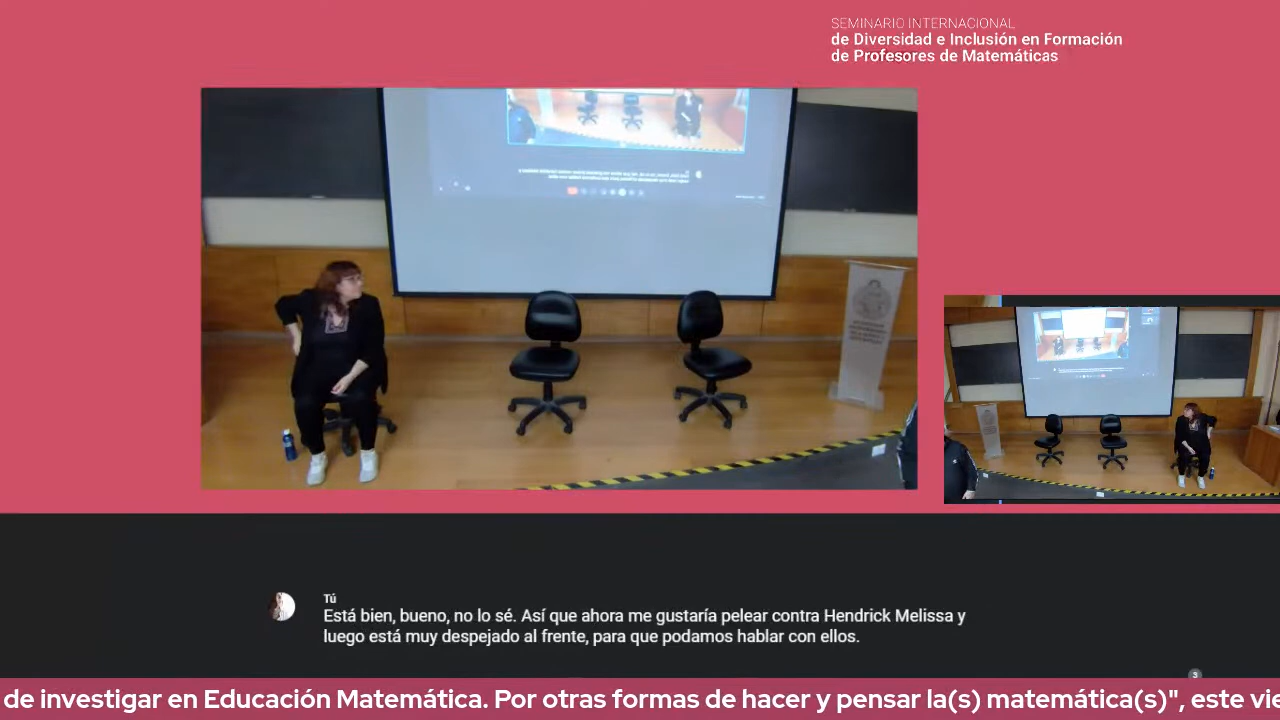 SEMINARIO INTERNACIONAL
de Diversidad e Inclusión en Formación
de Profesores de Matemáticas
Tú
Está bien, bueno, no lo sé. Así que ahora me gustaría pelear contra Hendrick Melissa y
luego está muy despejado al frente, para que podamos hablar con ellos.
3
de investigar en Educación Matemática. Por otras formas de hacer y pensar la(s) matemática(s)", este vie